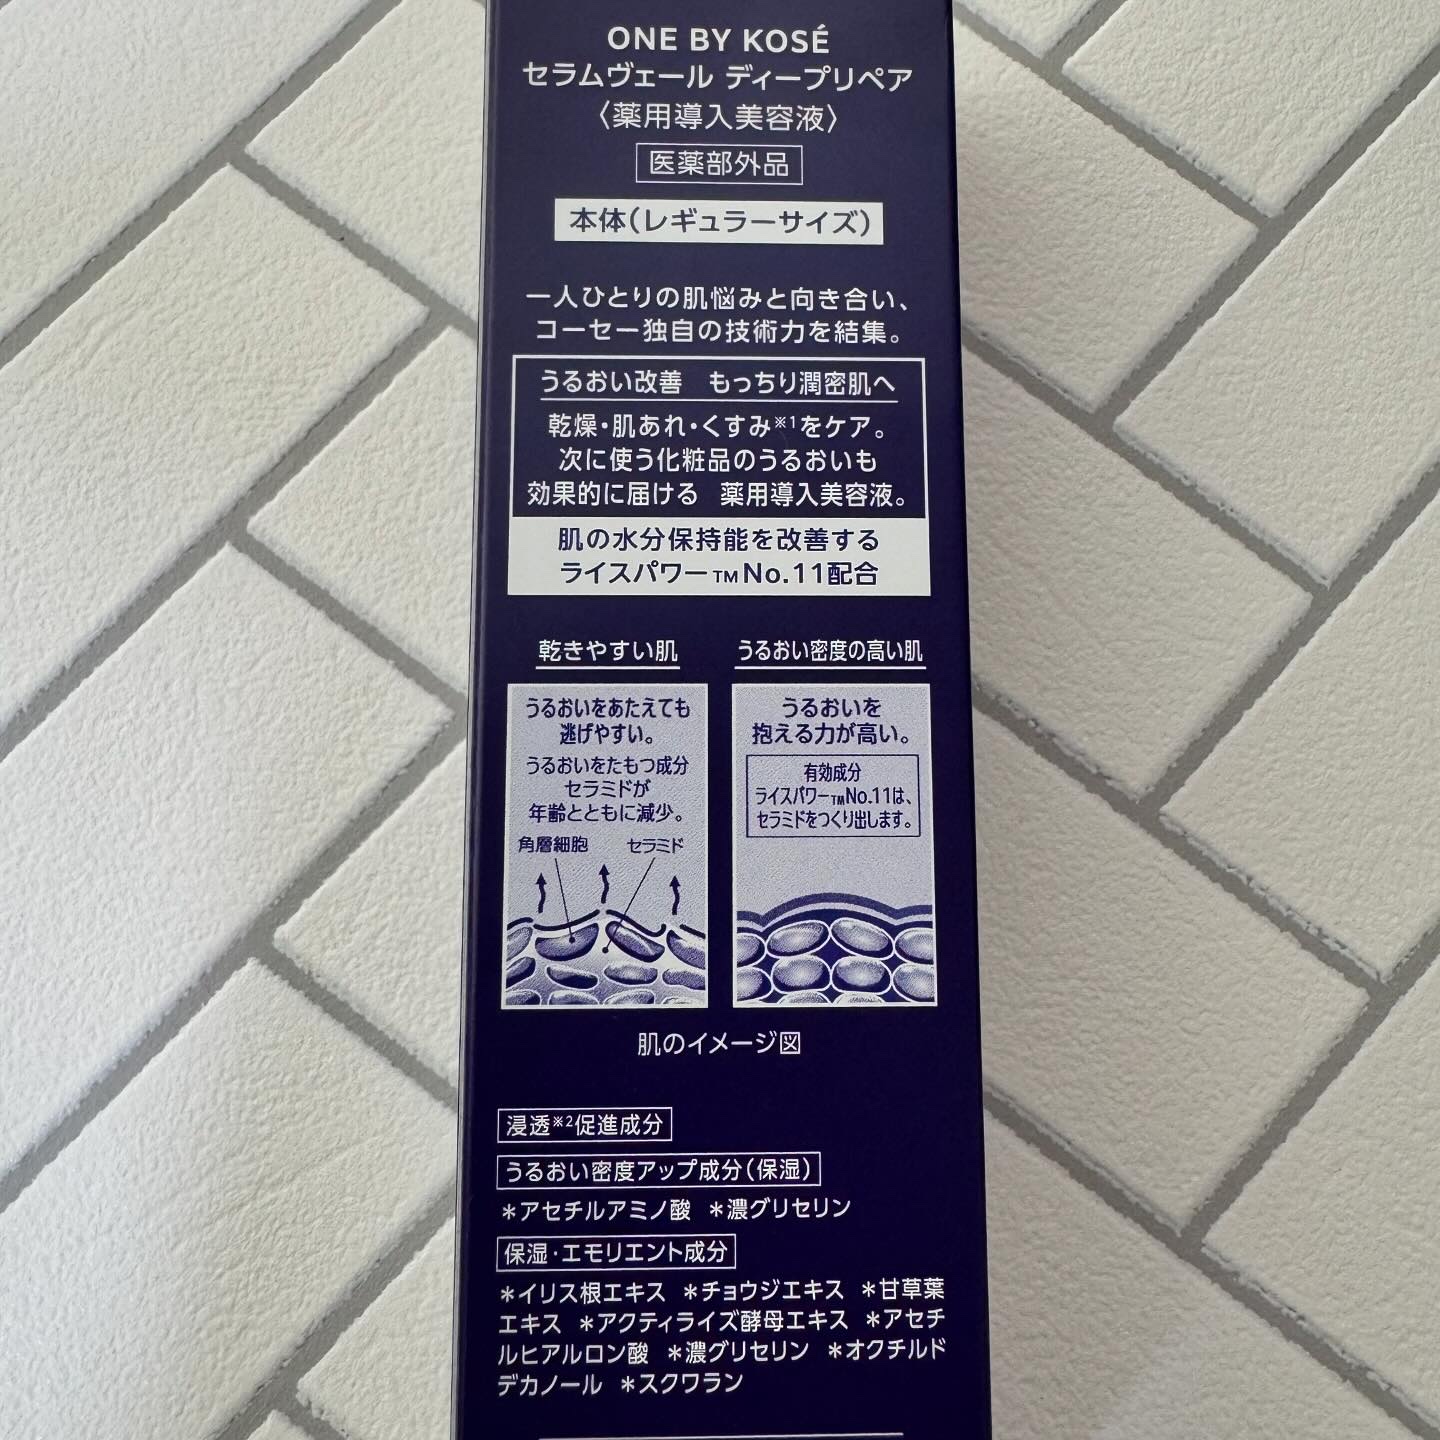 ONE BY KOSÉ
セラムヴェール ディープリペア
〈薬用導入美容液〉
医薬部外品
本体(レギュラーサイズ)
一人ひとりの肌悩みと向き合い、
コーセー独自の技術力を結集。
うるおい改善 もっちり潤密肌へ
乾燥・肌あれ・くすみ※1をケア。
次に使う化粧品のうるおいも
効果的に届ける 薬用導入美容液。
肌の水分保持能を改善する
ライスパワー™No.11配合
乾きやすい肌
うるおいをあたえても
逃げやすい。
うるおいをたもつ成分
セラミドが
年齢とともに減少。
角層細胞 セラミド
うるおい密度の高い肌
うるおいを
抱える力が高い。
有効成分
ライスパワー™No.11は、
セラミドをつくり出します。
肌のイメージ図
浸透※2促進成分
うるおい密度アップ成分(保湿)
＊アセチルアミノ酸 ＊濃グリセリン
保湿・エモリエント成分
＊イリス根エキス ＊チョウジエキス ＊甘草葉
エキス ＊アクティライズ酵母エキス ＊アセチ
ルヒアルロン酸 ＊濃グリセリン ＊オクチルド
デカノール ＊スクワラン